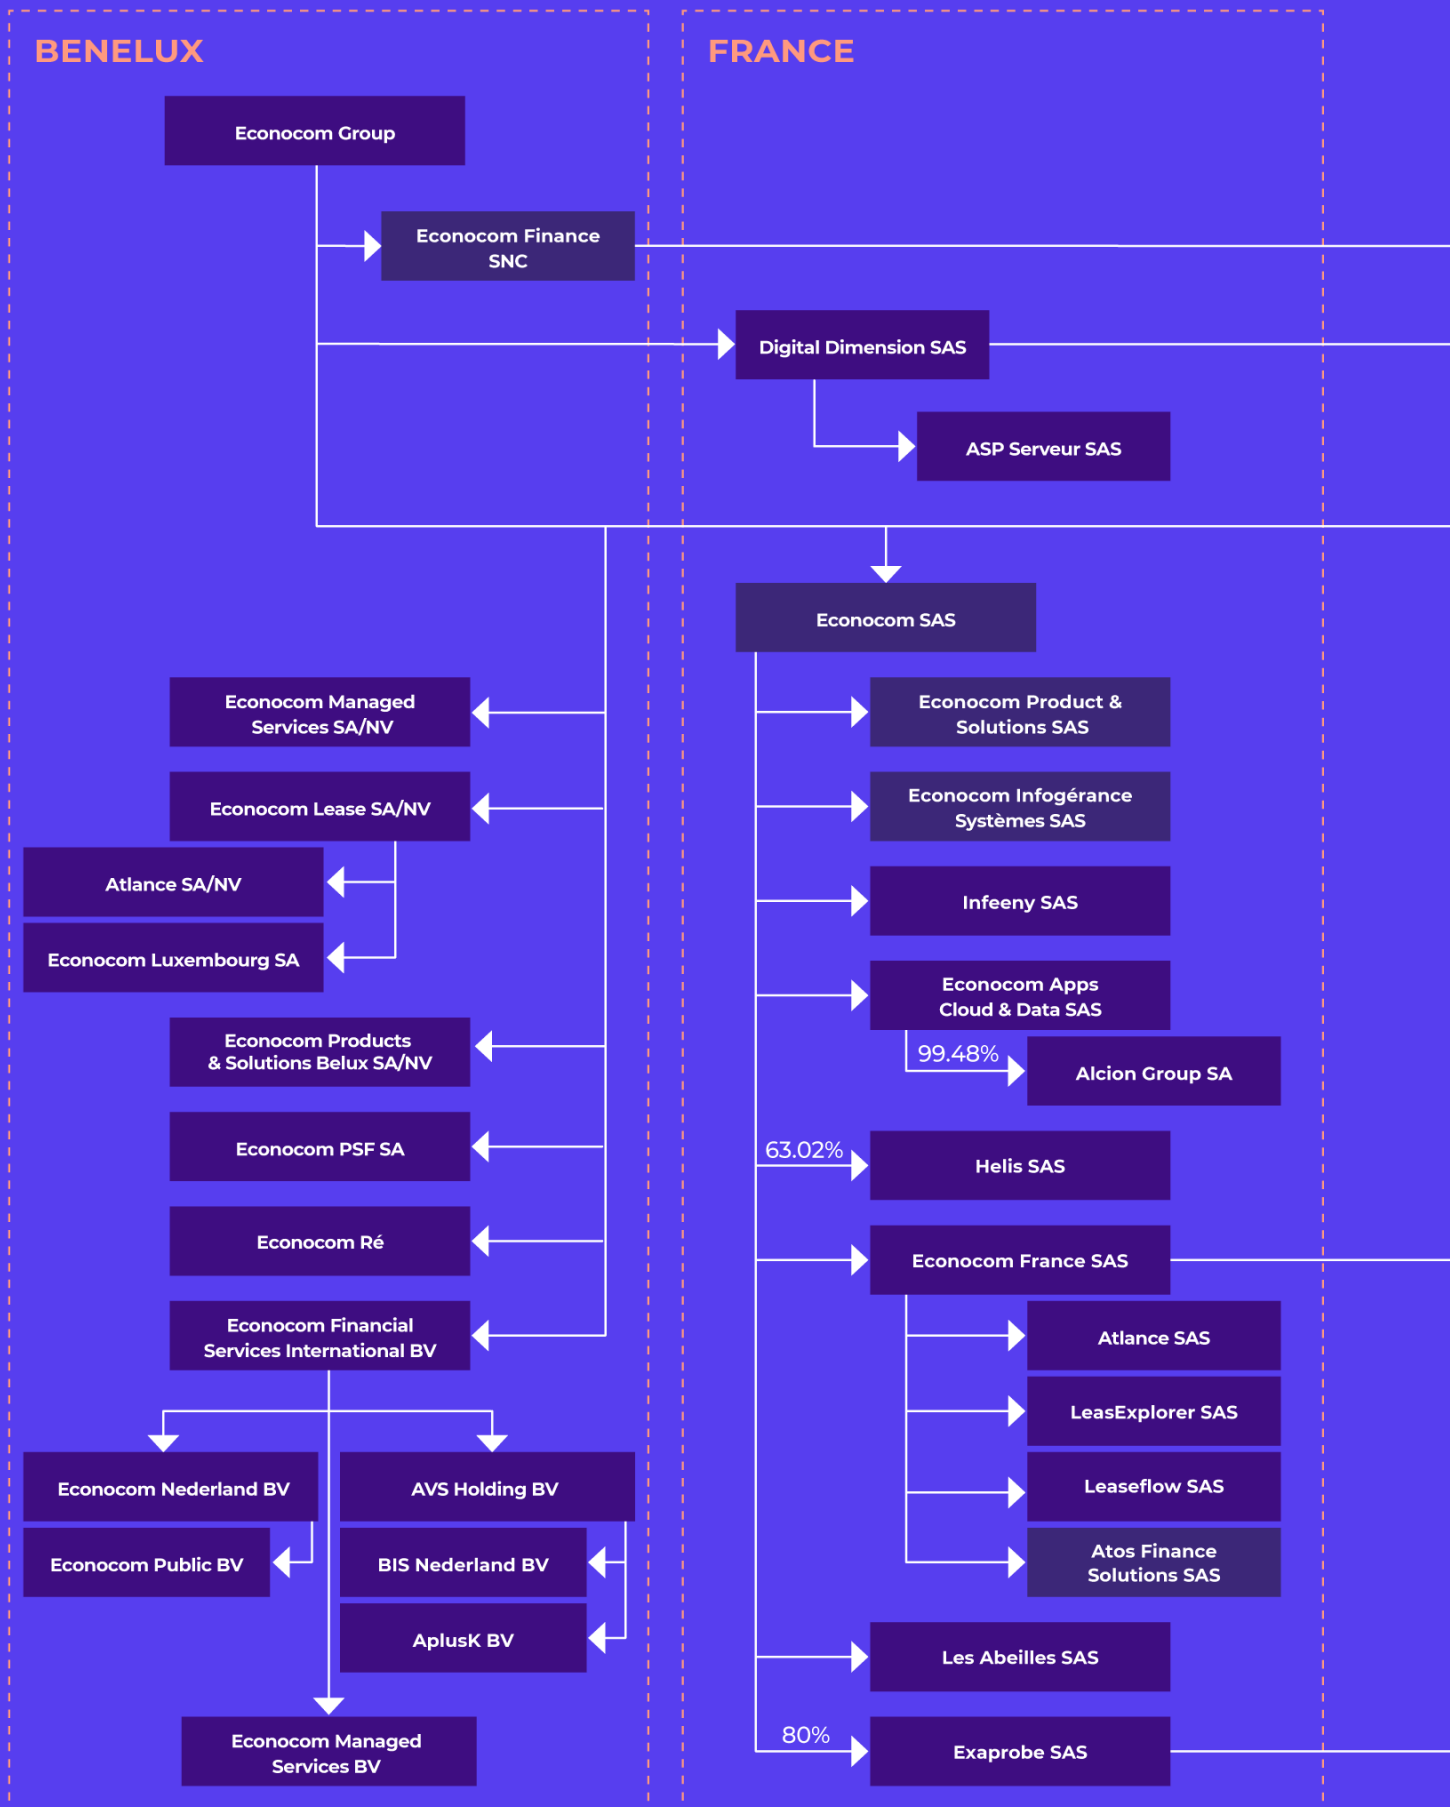 BENELUX
Econocom Group
Econocom Finance
SNC
Econocom Managed
Services SA/NV
Econocom Lease SA/NV
Atlance SA/NV
Econocom Luxembourg SA
Econocom Products
& Solutions Belux SA/NV
Econocom PSF SA
Econocom Ré
Econocom Financial
Services International BV
Econocom Nederland BV
Econocom Public BV
AVS Holding BV
BIS Nederland BV
AplusK BV
Econocom Managed
Services BV
FRANCE
Digital Dimension SAS
ASP Serveur SAS
Econocom SAS
Econocom Product &
Solutions SAS
Econocom Infogérance
Systèmes SAS
Infeeny SAS
Econocom Apps
Cloud & Data SAS
99.48%
Alcion Group SA
63.02%
Helis SAS
Econocom France SAS
Atlance SAS
LeasExplorer SAS
Leaseflow SAS
Atos Finance
Solutions SAS
Les Abeilles SAS
80%
Exaprobe SAS